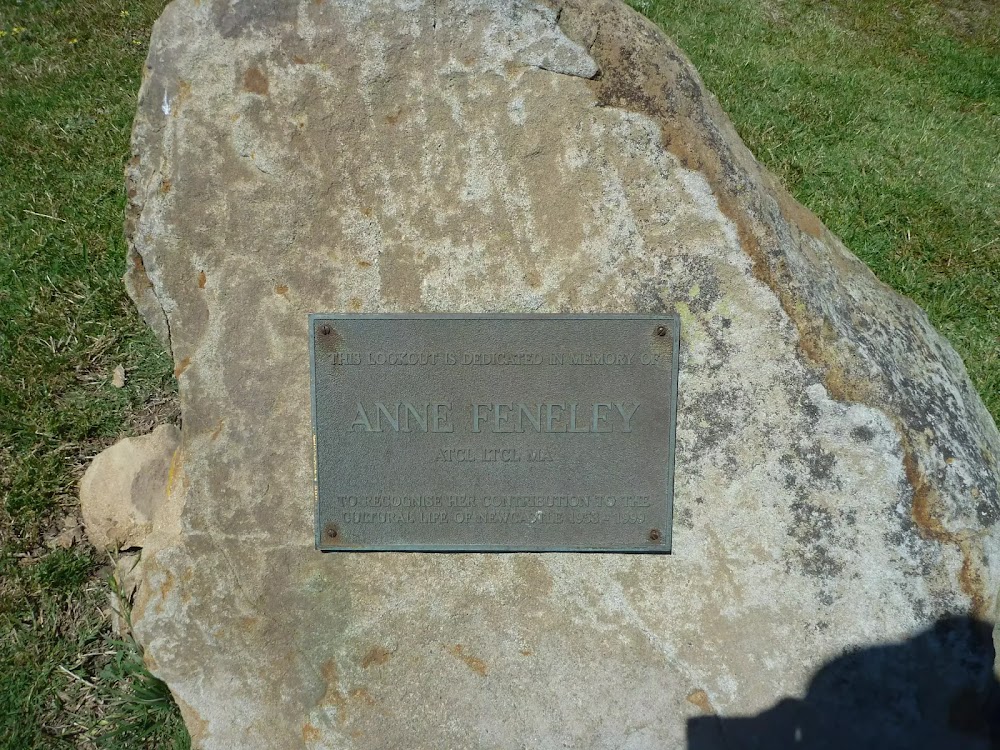 THIS LOOKOUT IS DEDICATED IN MEMORY OF
ANNE FENELEY
ATCL LTCL MA
TO RECOGNISE HER CONTRIBUTION TO THE
CULTURAL LIFE OF NEWCASTLE